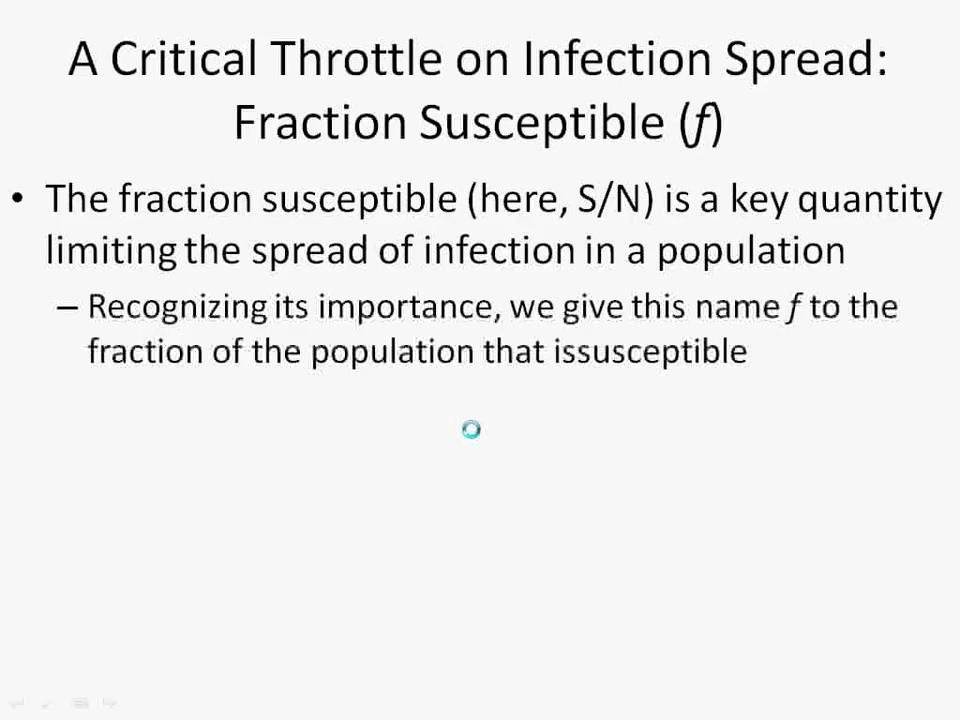 A Critical Throttle on Infection Spread:
Fraction Susceptible (f)
• The fraction susceptible (here, S/N) is a key quantity
limiting the spread of infection in a population
– Recognizing its importance, we give this name f to the
fraction of the population that issusceptible